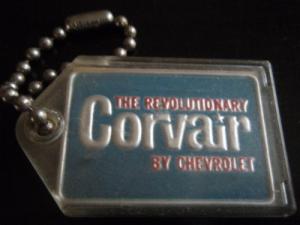 THE REVOLUTIONARY
Corvair
BY CHEVROLET